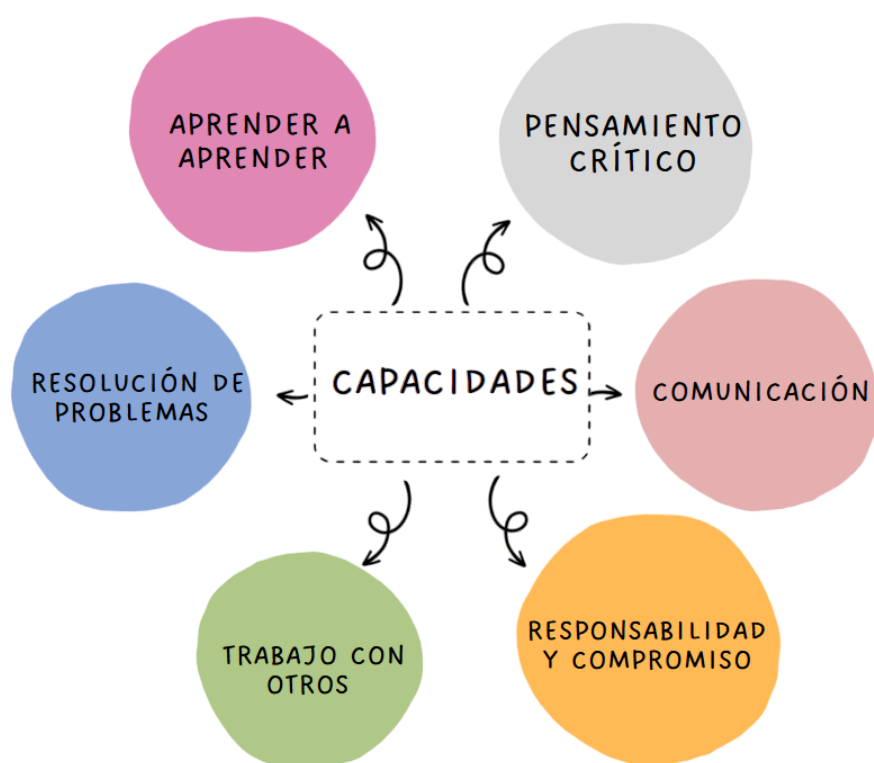 APRENDER A
APRENDER
PENSAMIENTO
CRÍTICO
RESOLUCIÓN DE
PROBLEMAS
CAPACIDADES
COMUNICACIÓN
TRABAJO CON
OTROS
RESPONSABILIDAD
Y COMPROMISO